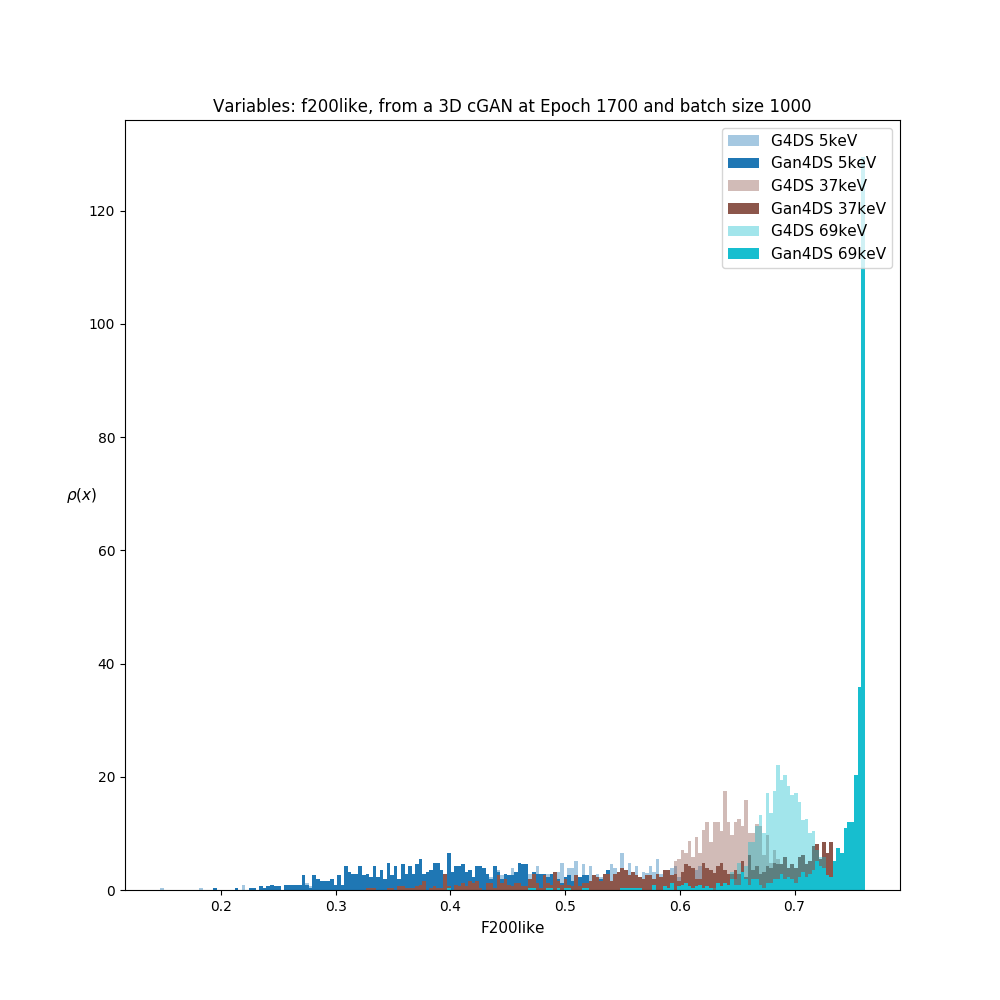 Variables: f200like, from a 3D cGAN at Epoch 1700 and batch size 1000
G4DS 5keV
Gan4DS 5keV
G4DS 37keV
Gan4DS 37keV
G4DS 69keV
Gan4DS 69keV
120
100
80
60
40
20
0
ρ(x)
0.2 0.3 0.4 0.5 0.6 0.7
F200like